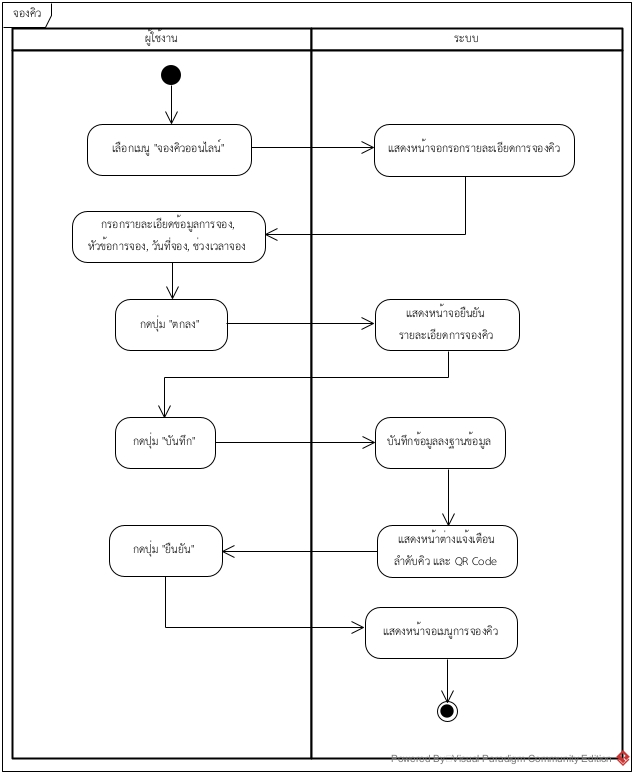 จองคิว
ผู้ใช้งาน
ระบบ
เลือกเมนู "จองคิวออนไลน์"
แสดงหน้าจอกรอกรายละเอียดการจองคิว
กรอกรายละเอียดข้อมูลการจอง,
หัวข้อการจอง, วันที่จอง, ช่วงเวลาจอง
กดปุ่ม "ตกลง"
แสดงหน้าจอยืนยัน
รายละเอียดการจองคิว
กดปุ่ม "บันทึก"
บันทึกข้อมูลลงฐานข้อมูล
กดปุ่ม "ยืนยัน"
แสดงหน้าต่างแจ้งเตือน
ลำดับคิว และ QR Code
แสดงหน้าจอเมนูการจองคิว
Powered By Visual Paradigm Community Edition